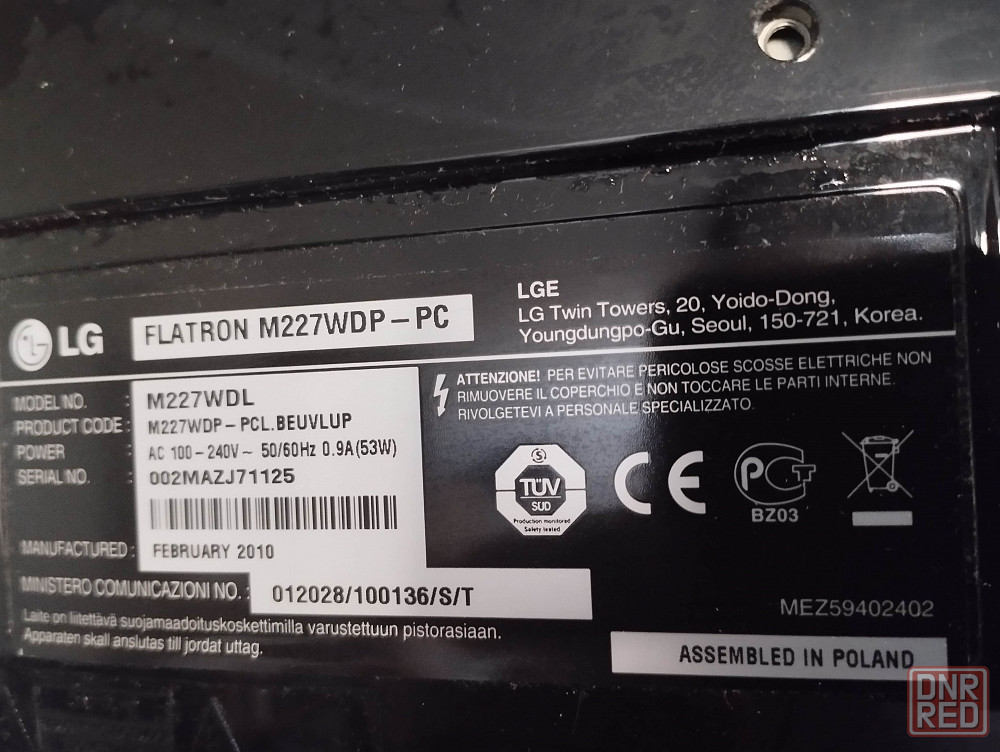 LG
FLATRON M227WDP-PC
LGE
LG Twin Towers, 20, Yoido-Dong,
Youngdungpo-Gu, Seoul, 150-721, Korea.
MODEL NO. M227WDL
PRODUCT CODE : M227WDP-PCL.BEUVLUP
POWER : AC 100-240V~ 50/60Hz 0.9A(53W)
SERIAL NO. : 002MAZJ71125
MANUFACTURED : FEBRUARY 2010
MINISTERO COMUNICAZIONI NO. : 012028/100136/S/T
Laite on liitettävä suojamaadoituskoskettimilla varustettuun pistorasiaan.
Apparaten skall anslutas till jordat uttag.
ATTENZIONE! PER EVITARE PERICOLOSE SCOSSE ELETTRICHE NON
RIMUOVERE IL COPERCHIO E NON TOCCARE LE PARTI INTERNE.
RIVOLGETEVI A PERSONALE SPECIALIZZATO.
TÜV
SÜD
Production monitored
Safety tested
CE
PCT
BZ03
MEZ59402402
ASSEMBLED IN POLAND
DNR
RED